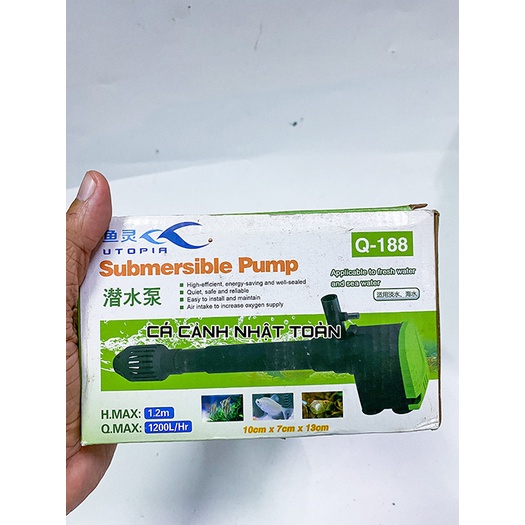 鱼灵
UTOPIA
Q-188
Submersible Pump
潜水泵
High-efficient, energy-saving and well-sealed
Quiet, safe and reliable
Easy to install and maintain
Air intake to increase oxygen supply
Applicable to fresh water
and sea water
适用淡水、海水
CÁ CẢNH NHẬT TOÀN
H.MAX: 1.2m
Q.MAX: 1200L/Hr
10cm x 7cm x 13cm